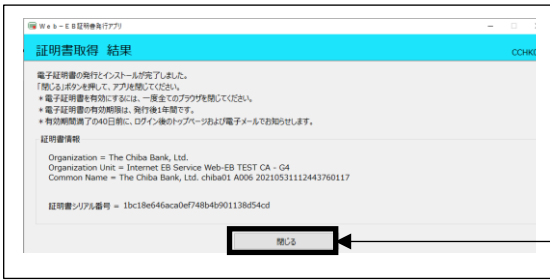 Web－EB証明書発行アプリ
証明書取得 結果
CCHK
電子証明書の発行とインストールが完了しました。
「閉じる」ボタンを押して、アプリを閉じてください。
＊電子証明書を有効にするには、一度全てのブラウザを閉じてください。
＊電子証明書の有効期限は、発行後1年間です。
＊有効期間満了の40日前に、ログイン後のトップページおよび電子メールでお知らせします。
証明書情報
Organization = The Chiba Bank, Ltd.
Organization Unit = Internet EB Service Web-EB TEST CA - G4
Common Name = The Chiba Bank, Ltd. chiba01 A006 20210531112443760117
証明書シリアル番号 = 1bc18e646aca0ef748b4b901138d54cd
閉じる